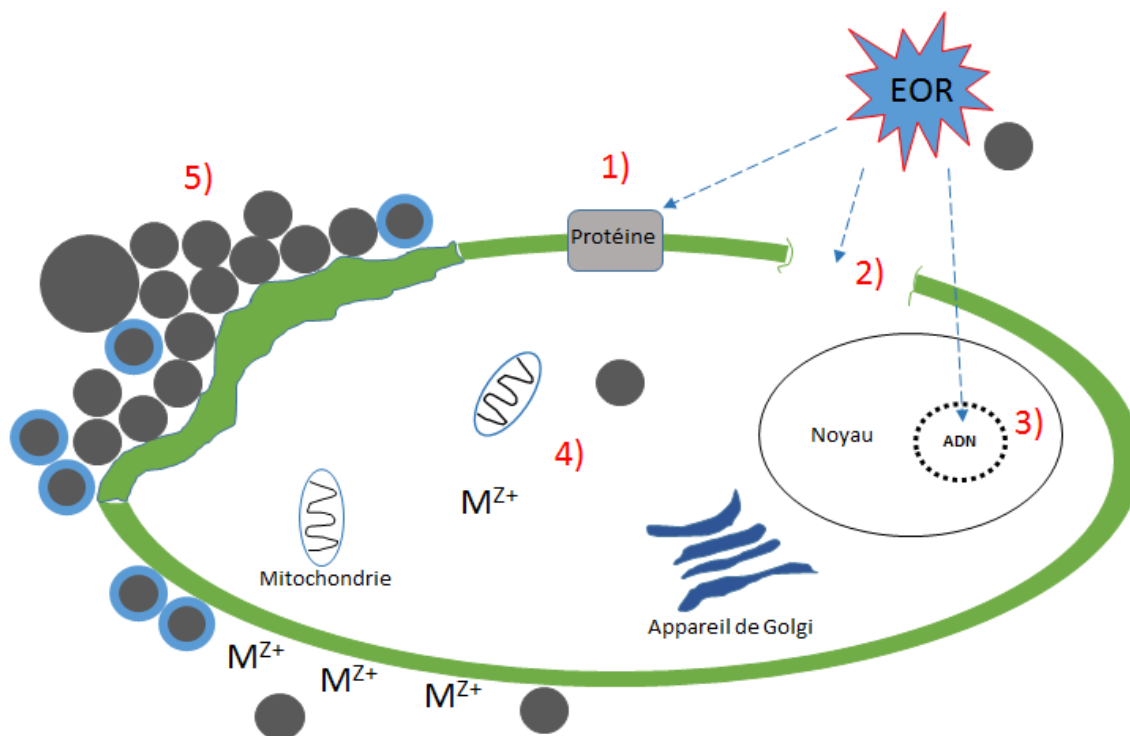 EOR
1)
5)
Protéine
2)
3)
Noyau
ADN
4)
M^Z+
Mitochondrie
Appareil de Golgi
M^Z+
M^Z+
M^Z+